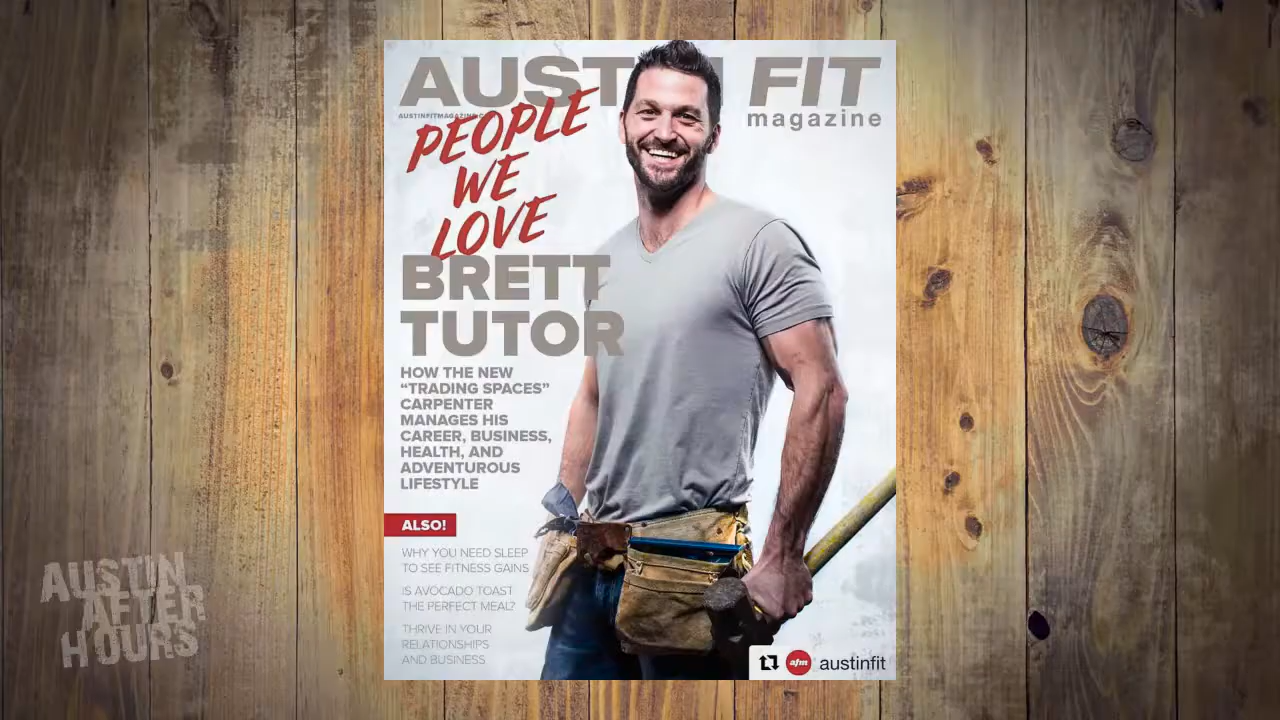 AUSTIN FIT
magazine
AUSTINFITMAGAZINE.CO
PEOPLE
WE
LOVE
BRETT
TUTOR
HOW THE NEW
“TRADING SPACES”
CARPENTER
MANAGES HIS
CAREER, BUSINESS,
HEALTH, AND
ADVENTUROUS
LIFESTYLE
ALSO!
WHY YOU NEED SLEEP
TO SEE FITNESS GAINS
IS AVOCADO TOAST
THE PERFECT MEAL?
THRIVE IN YOUR
RELATIONSHIPS
AND BUSINESS
afm austinfit
AUSTIN
AFTER
HOURS